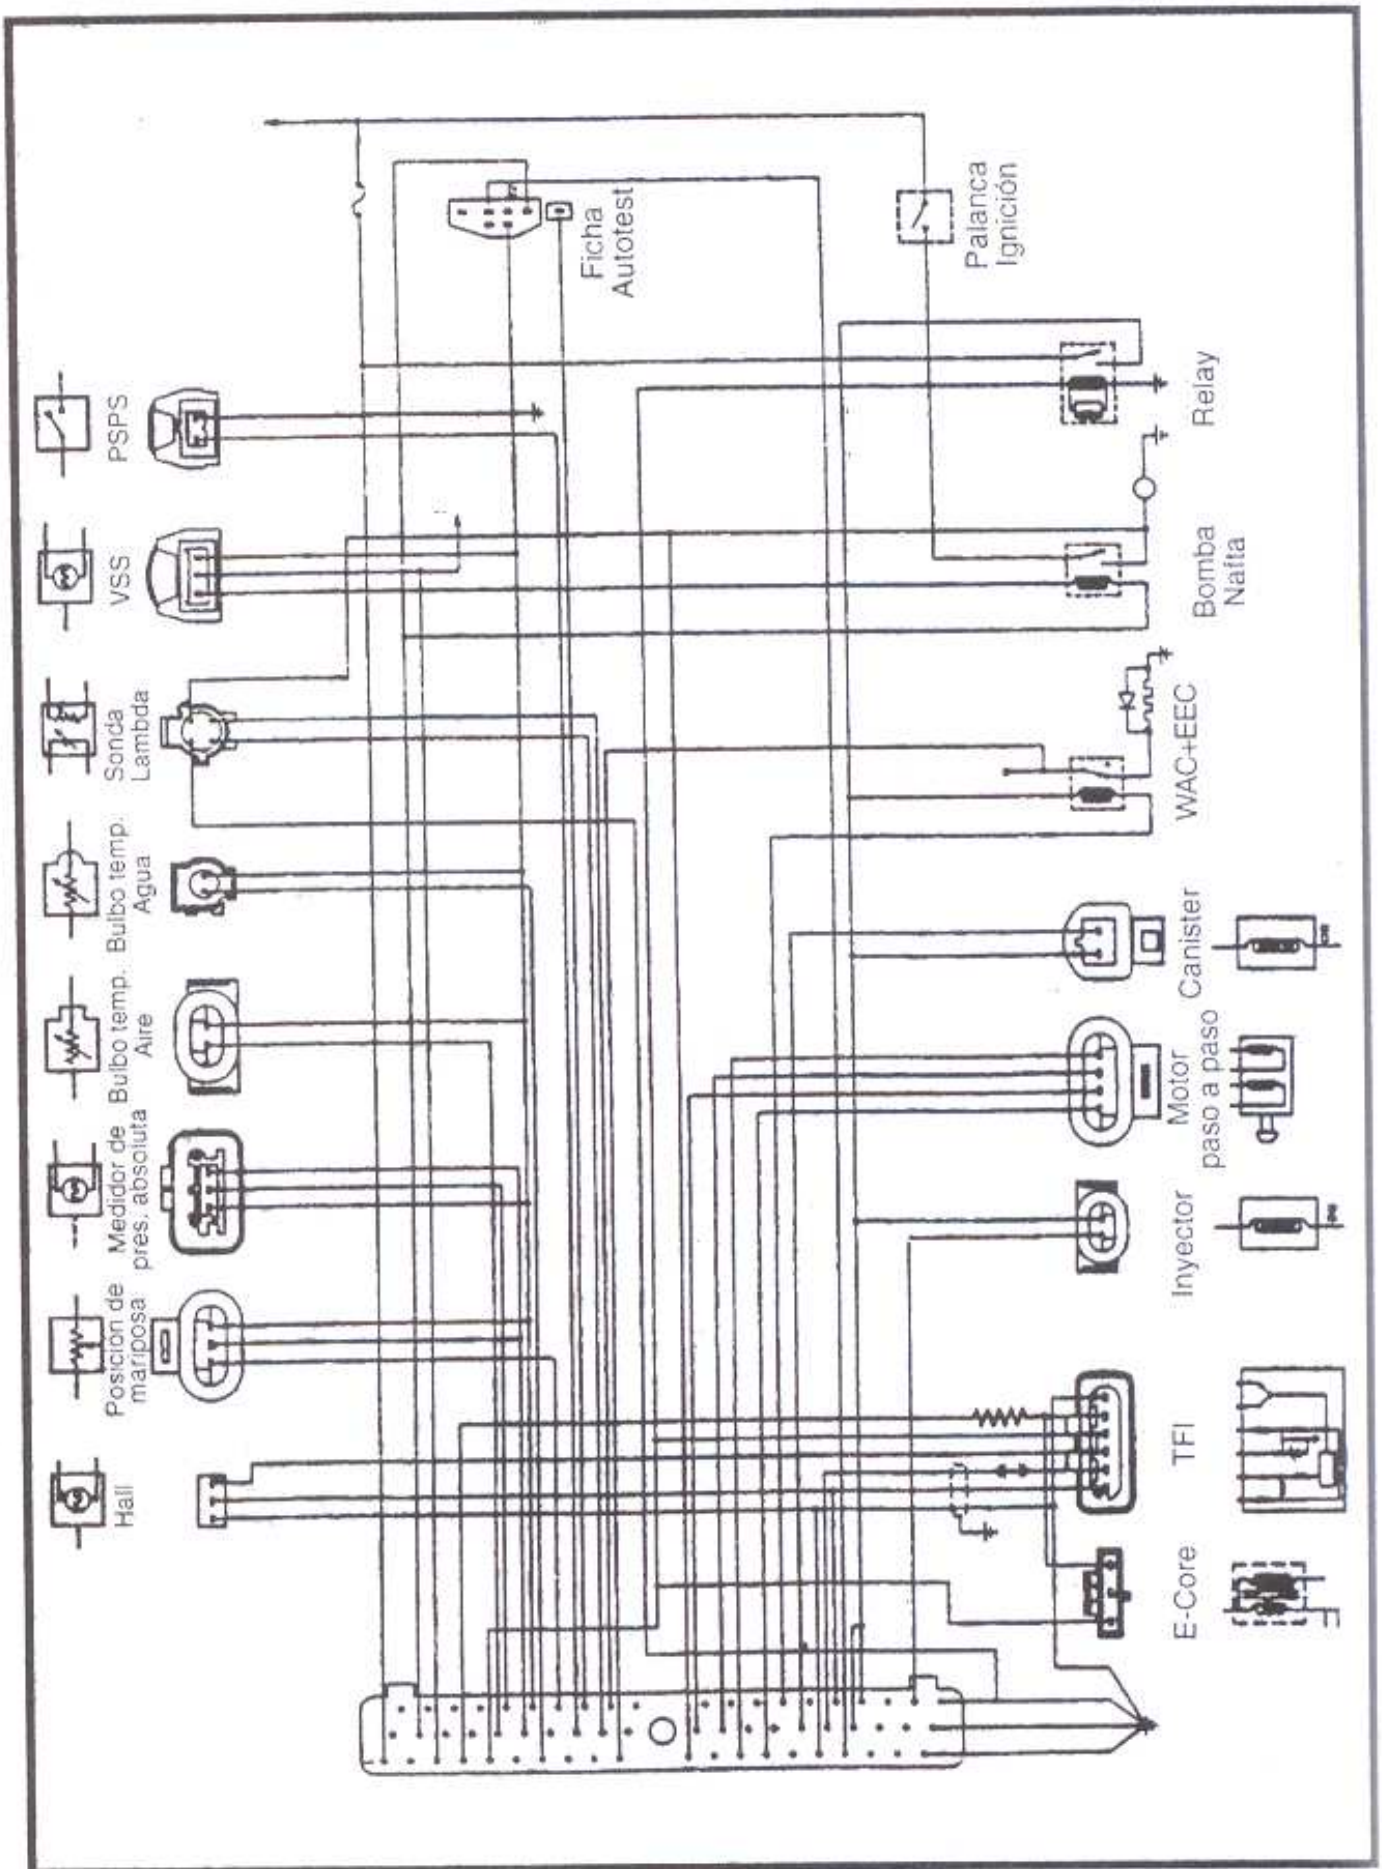 Hall
Posición de
mariposa
Medidor de
pres. absoluta
Bulbo temp.
Aire
Bulbo temp.
Agua
Sonda
Lambda
VSS
PSPS
Ficha
Autotest
Palanca
Ignición
E-Core
TFI
Inyector
Motor
paso a paso
Canister
WAC+EEC
Bomba
Nafta
Relay